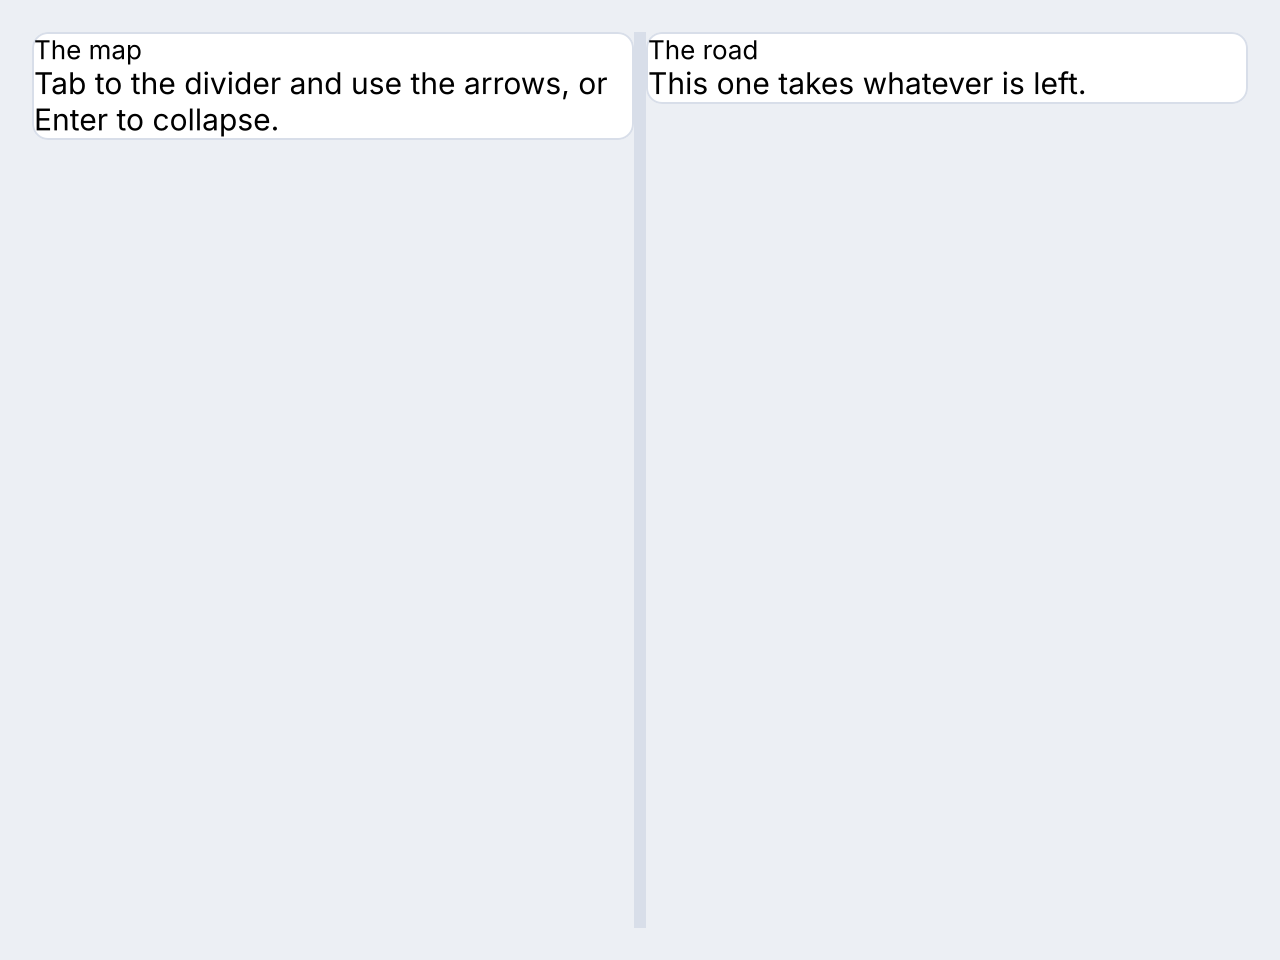 The map
Tab to the divider and use the arrows, or
Enter to collapse.
The road
This one takes whatever is left.